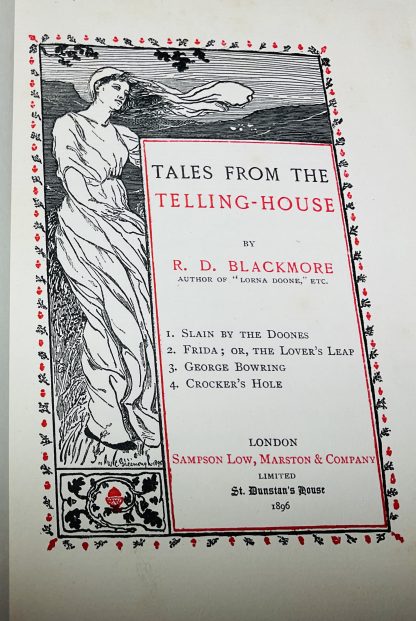 TALES FROM THE
TELLING-HOUSE
BY
R. D. BLACKMORE
AUTHOR OF "LORNA DOONE," ETC.
1. SLAIN BY THE DOONES
2. FRIDA; OR, THE LOVER'S LEAP
3. GEORGE BOWRING
4. CROCKER'S HOLE
LONDON
SAMPSON LOW, MARSTON & COMPANY
LIMITED
St. Dunstan's House
1896